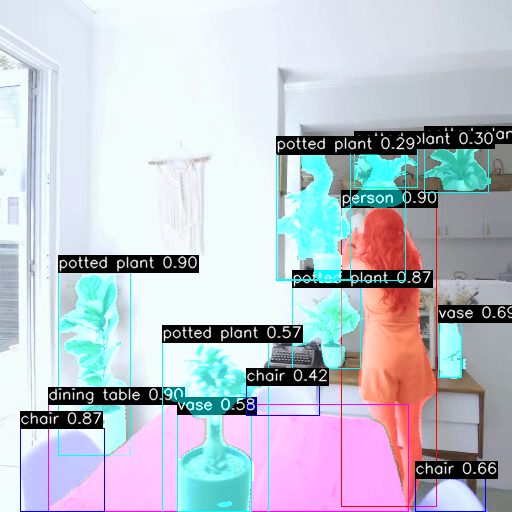 potted plant 0.29
plant 0.30
person 0.90
potted plant 0.90
potted plant 0.87
vase 0.69
potted plant 0.57
chair 0.42
dining table 0.90
vase 0.58
chair 0.87
chair 0.66